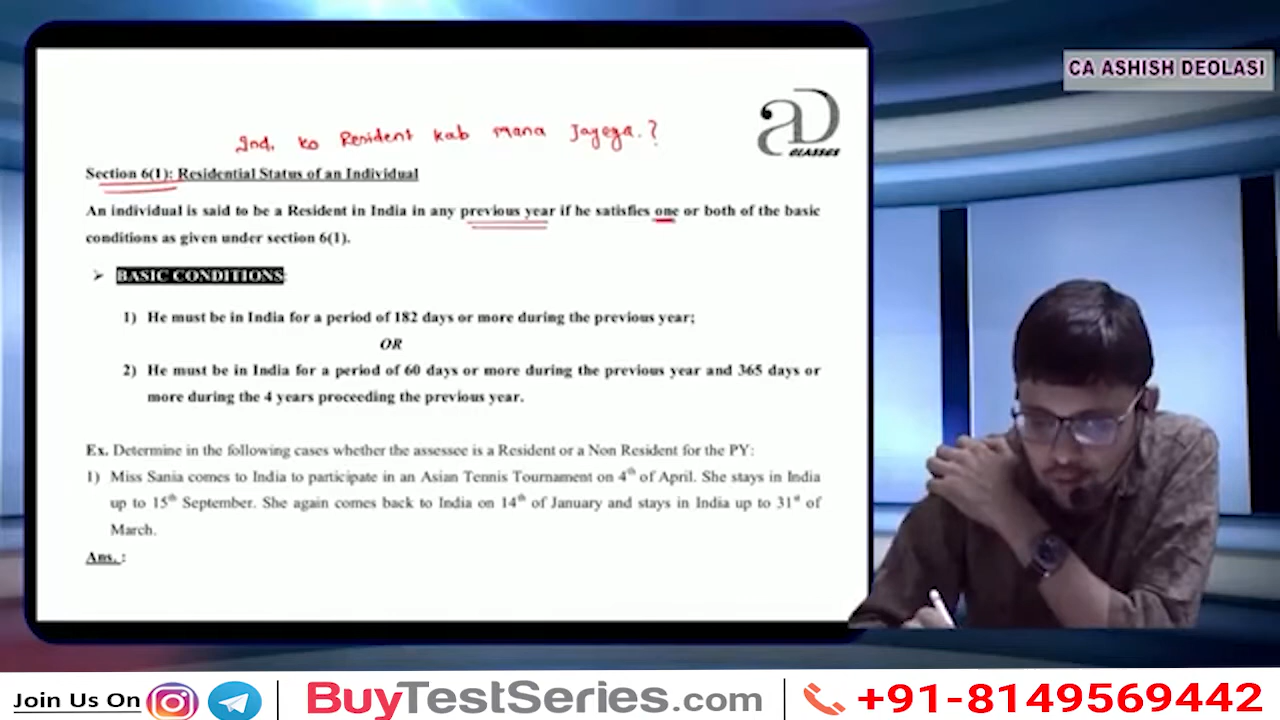 CA ASHISH DEOLASI
aD
CLASSES
Ind. ko Resident kab mana Jayega.?
Section 6(1): Residential Status of an Individual
An individual is said to be a Resident in India in any previous year if he satisfies one or both of the basic
conditions as given under section 6(1).
➤ BASIC CONDITIONS:
1) He must be in India for a period of 182 days or more during the previous year;
OR
2) He must be in India for a period of 60 days or more during the previous year and 365 days or
more during the 4 years proceeding the previous year.
Ex. Determine in the following cases whether the assessee is a Resident or a Non Resident for the PY:
1) Miss Sania comes to India to participate in an Asian Tennis Tournament on 4th of April. She stays in India
up to 15th September. She again comes back to India on 14th of January and stays in India up to 31st of
March.
Ans. :
Join Us On BuyTestSeries.com +91-8149569442